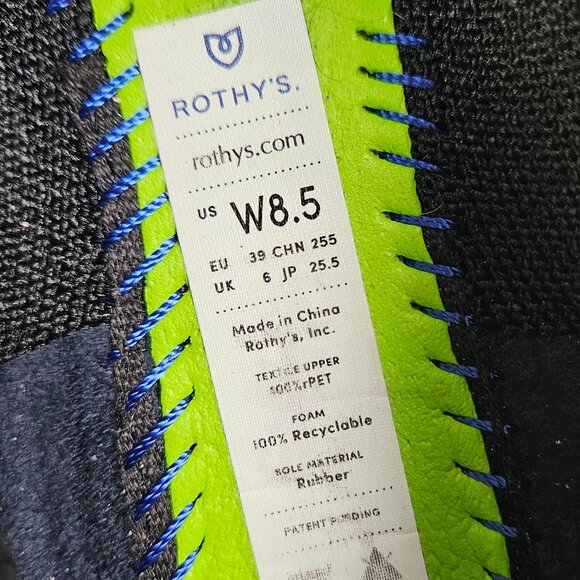 ROTHY'S.
rothys.com
US W8.5
EU 39 CHN 255
UK 6 JP 25.5
Made in China
Rothy's, Inc.
TEXTILE UPPER
100% rPET
FOAM
100% Recyclable
SOLE MATERIAL
Rubber
PATENT PENDING